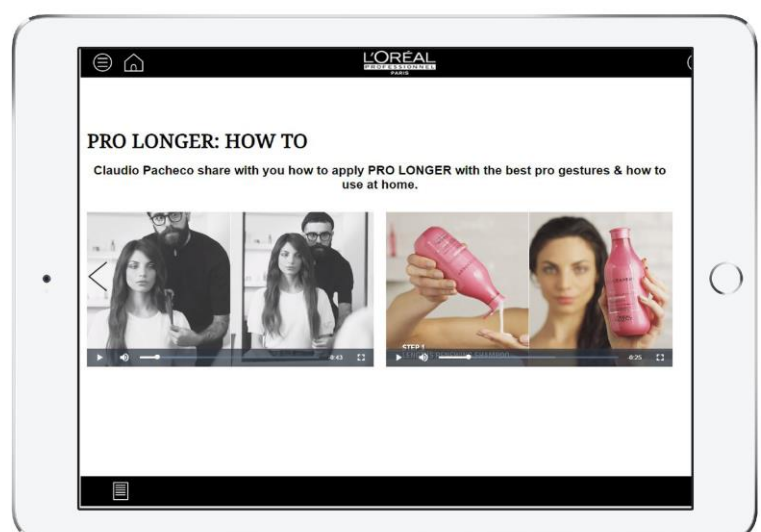 L'ORÉAL
PROFESSIONNEL
PARIS
PRO LONGER: HOW TO
Claudio Pacheco share with you how to apply PRO LONGER with the best pro gestures & how to
use at home.
STEP 1
-0:43
-0:25